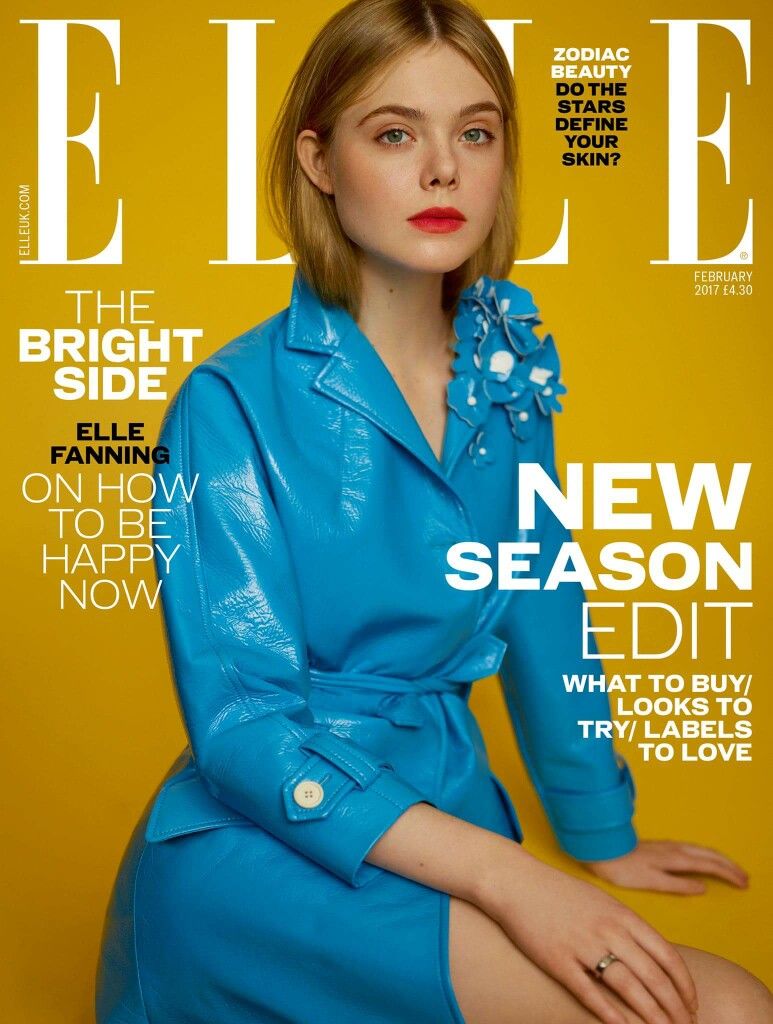 ELLE
ELLEUK.COM
ZODIAC
BEAUTY
DO THE
STARS
DEFINE
YOUR
SKIN?
®
FEBRUARY
2017 £4.30
THE
BRIGHT
SIDE
ELLE
FANNING
ON HOW
TO BE
HAPPY
NOW
NEW
SEASON
EDIT
WHAT TO BUY/
LOOKS TO
TRY/ LABELS
TO LOVE